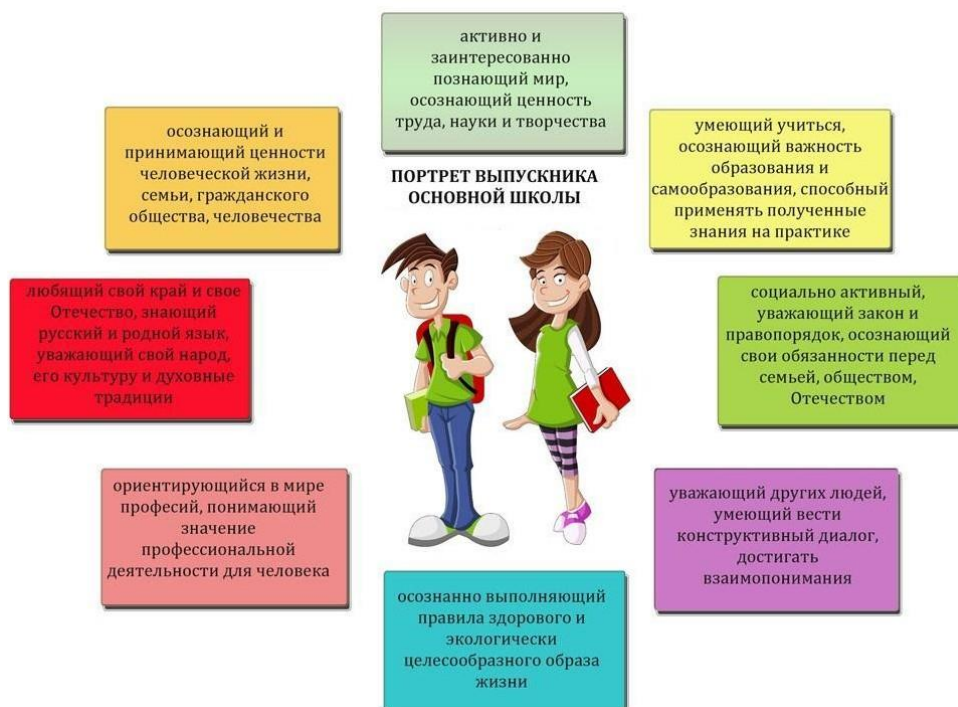 ПОРТРЕТ ВЫПУСКНИКА
ОСНОВНОЙ ШКОЛЫ
активно и
заинтересованно
познающий мир,
осознающий ценность
труда, науки и творчества
умеющий учиться,
осознающий важность
образования и
самообразования, способный
применять полученные
знания на практике
социально активный,
уважающий закон и
правопорядок, осознающий
свои обязанности перед
семьей, обществом,
Отечеством
уважающий других людей,
умеющий вести
конструктивный диалог,
достигать
взаимопонимания
осознанно выполняющий
правила здорового и
экологически
целесообразного образа
жизни
ориентирующийся в мире
професий, понимающий
значение
профессиональной
деятельности для человека
любящий свой край и свое
Отечество, знающий
русский и родной язык,
уважающий свой народ,
его культуру и духовные
традиции
осознающий и
принимающий ценности
человеческой жизни,
семьи, гражданского
общества, человечества